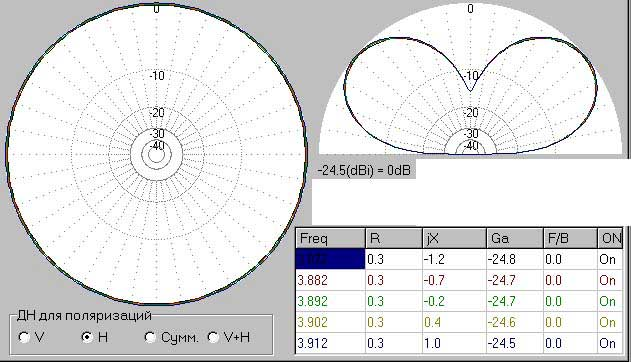 0
-10
-20
-30
-40
0
-10
-20
-30
-40
-24.5(dBi) = 0dB
Freq R jX Ga F/B ON
3.872 0.3 -1.2 -24.8 0.0 On
3.882 0.3 -0.7 -24.7 0.0 On
3.892 0.3 -0.2 -24.7 0.0 On
3.902 0.3 0.4 -24.6 0.0 On
3.912 0.3 1.0 -24.5 0.0 On
ДН для поляризаций
V H Сумм. V+H